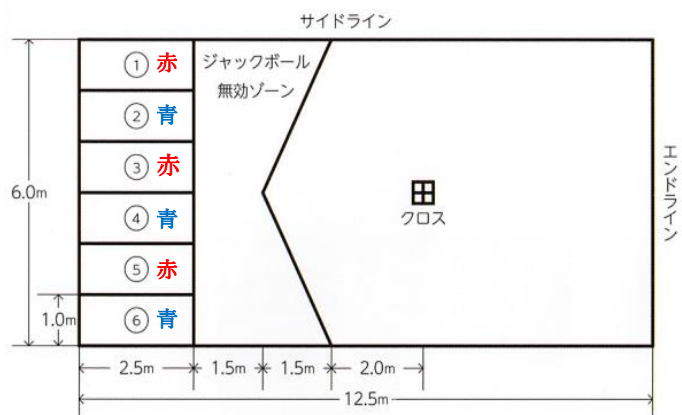 サイドライン
① 赤
ジャックボール
無効ゾーン
② 青
③ 赤
エンドライン
6.0m
④ 青
クロス
⑤ 赤
1.0m
⑥ 青
2.5m
1.5m
1.5m
2.0m
12.5m